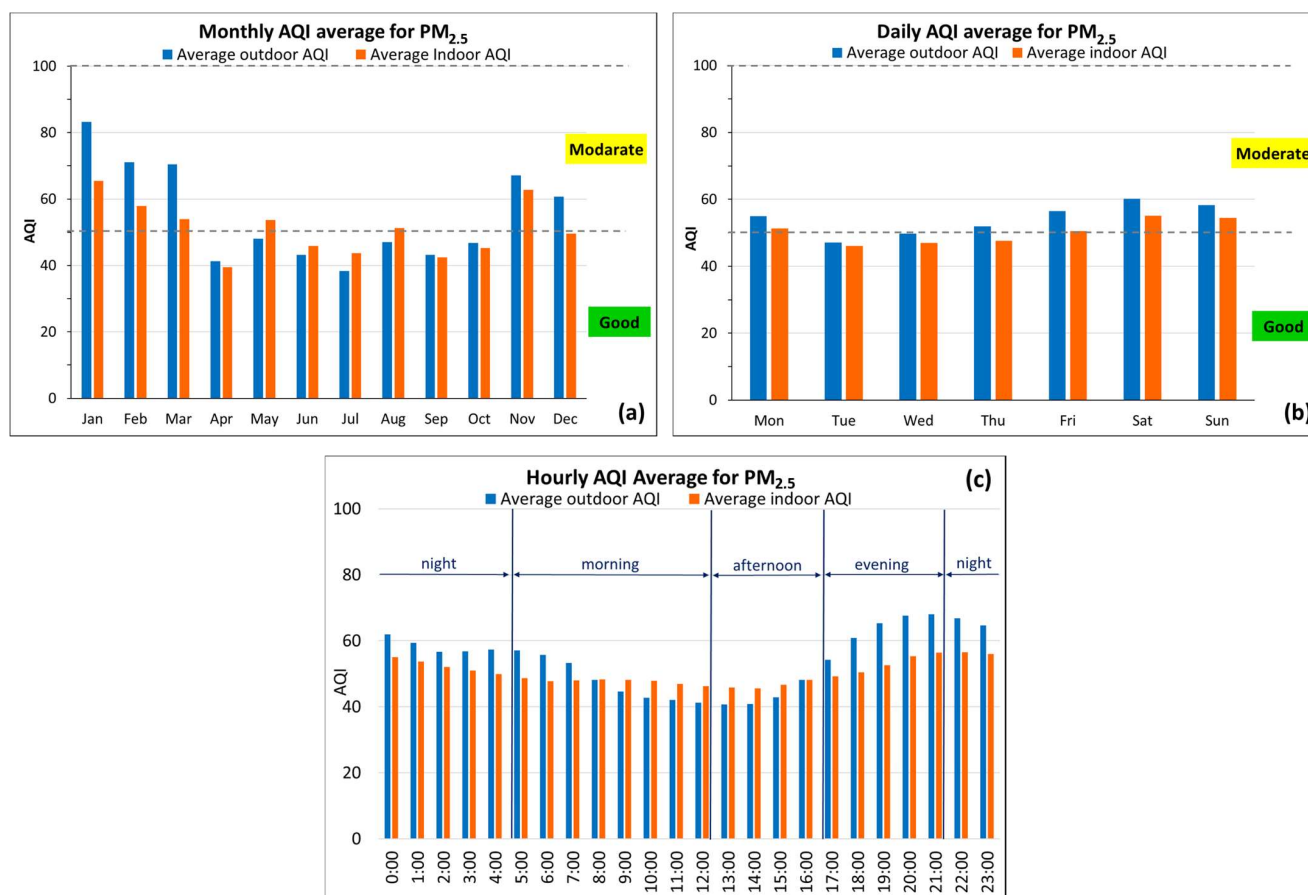 Monthly AQI average for PM2.5
Average outdoor AQI Average Indoor AQI
100
80
60
40
20
0
AQI
Modarate
Good
Jan Feb Mar Apr May Jun Jul Aug Sep Oct Nov Dec
(a)
Daily AQI average for PM2.5
Average outdoor AQI Average indoor AQI
100
80
60
40
20
0
AQI
Moderate
Good
Mon Tue Wed Thu Fri Sat Sun
(b)
Hourly AQI Average for PM2.5
(c)
Average outdoor AQI Average indoor AQI
100
80
60
40
20
0
AQI
night morning afternoon evening night
0:00 1:00 2:00 3:00 4:00 5:00 6:00 7:00 8:00 9:00 10:00 11:00 12:00 13:00 14:00 15:00 16:00 17:00 18:00 19:00 20:00 21:00 22:00 23:00